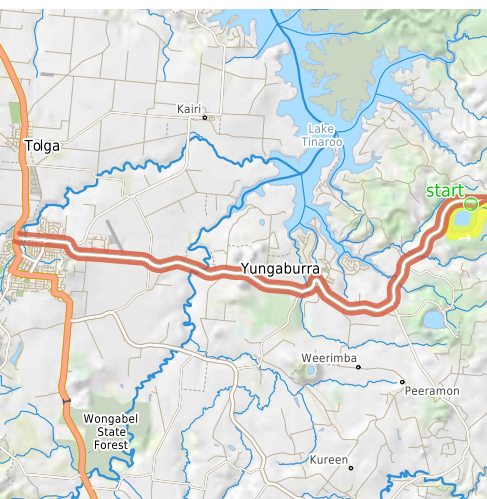 Kairi
Tolga
Lake
Tinaroo
start
Yungaburra
Weerimba
Peeramon
Wongabel
State
Forest
Kureen